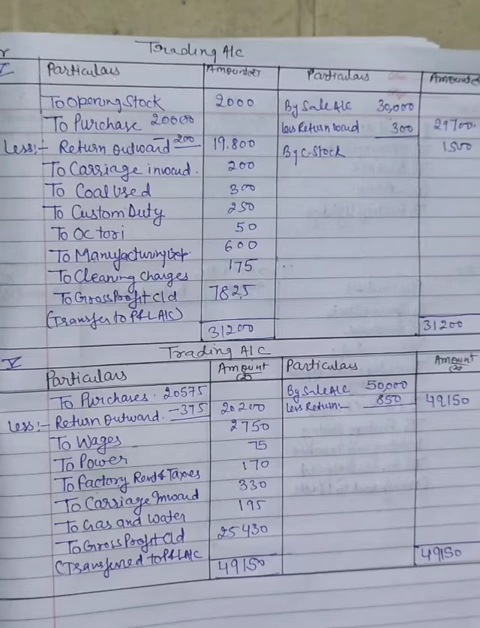 Trading A/c
I Particulars Amount Particulars Amount
To Opening Stock 2000 By Sale A/c 30,000
To Purchase 20000 less Return Inward 300 29700
Less:- Return outward - 200 19.800 By C. Stock 1500
To Carriage inward. 200
To Coal Used 300
To Custom Duty 250
To Octori 50
To Manufacturing 600
To Cleaning charges 175
To Gross Profit c/d 7825
(Transfer to P&L A/c)
31200 31200
Trading A/c
V Particulars Amount Particulars Amount
To Purchases . 20575 By Sale A/c 50,000
Less:- Return Outward - 375 20200 Less Return 850 49150
To Wages 2750
To Power 75
To Factory Rent & Taxes 170
To Carriage Inward 330
To Gas and Water 195
To Gross Profit c/d 25430
(Transferred to P&L A/c 49150 49150